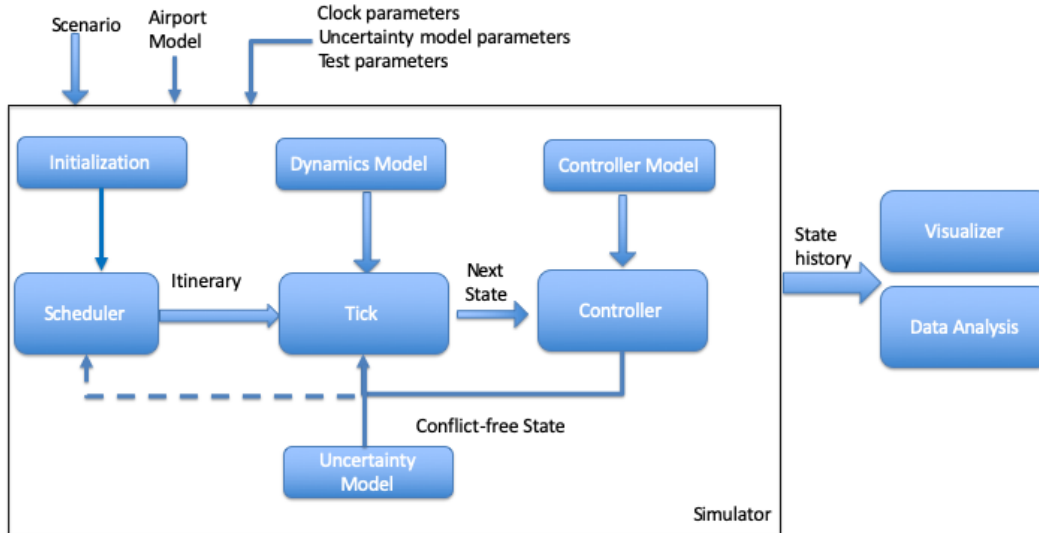 Scenario
Airport
Model
Clock parameters
Uncertainty model parameters
Test parameters
Initialization
Dynamics Model
Controller Model
Scheduler
Itinerary
Tick
Next
State
Controller
State
history
Visualizer
Data Analysis
Conflict-free State
Uncertainty
Model
Simulator